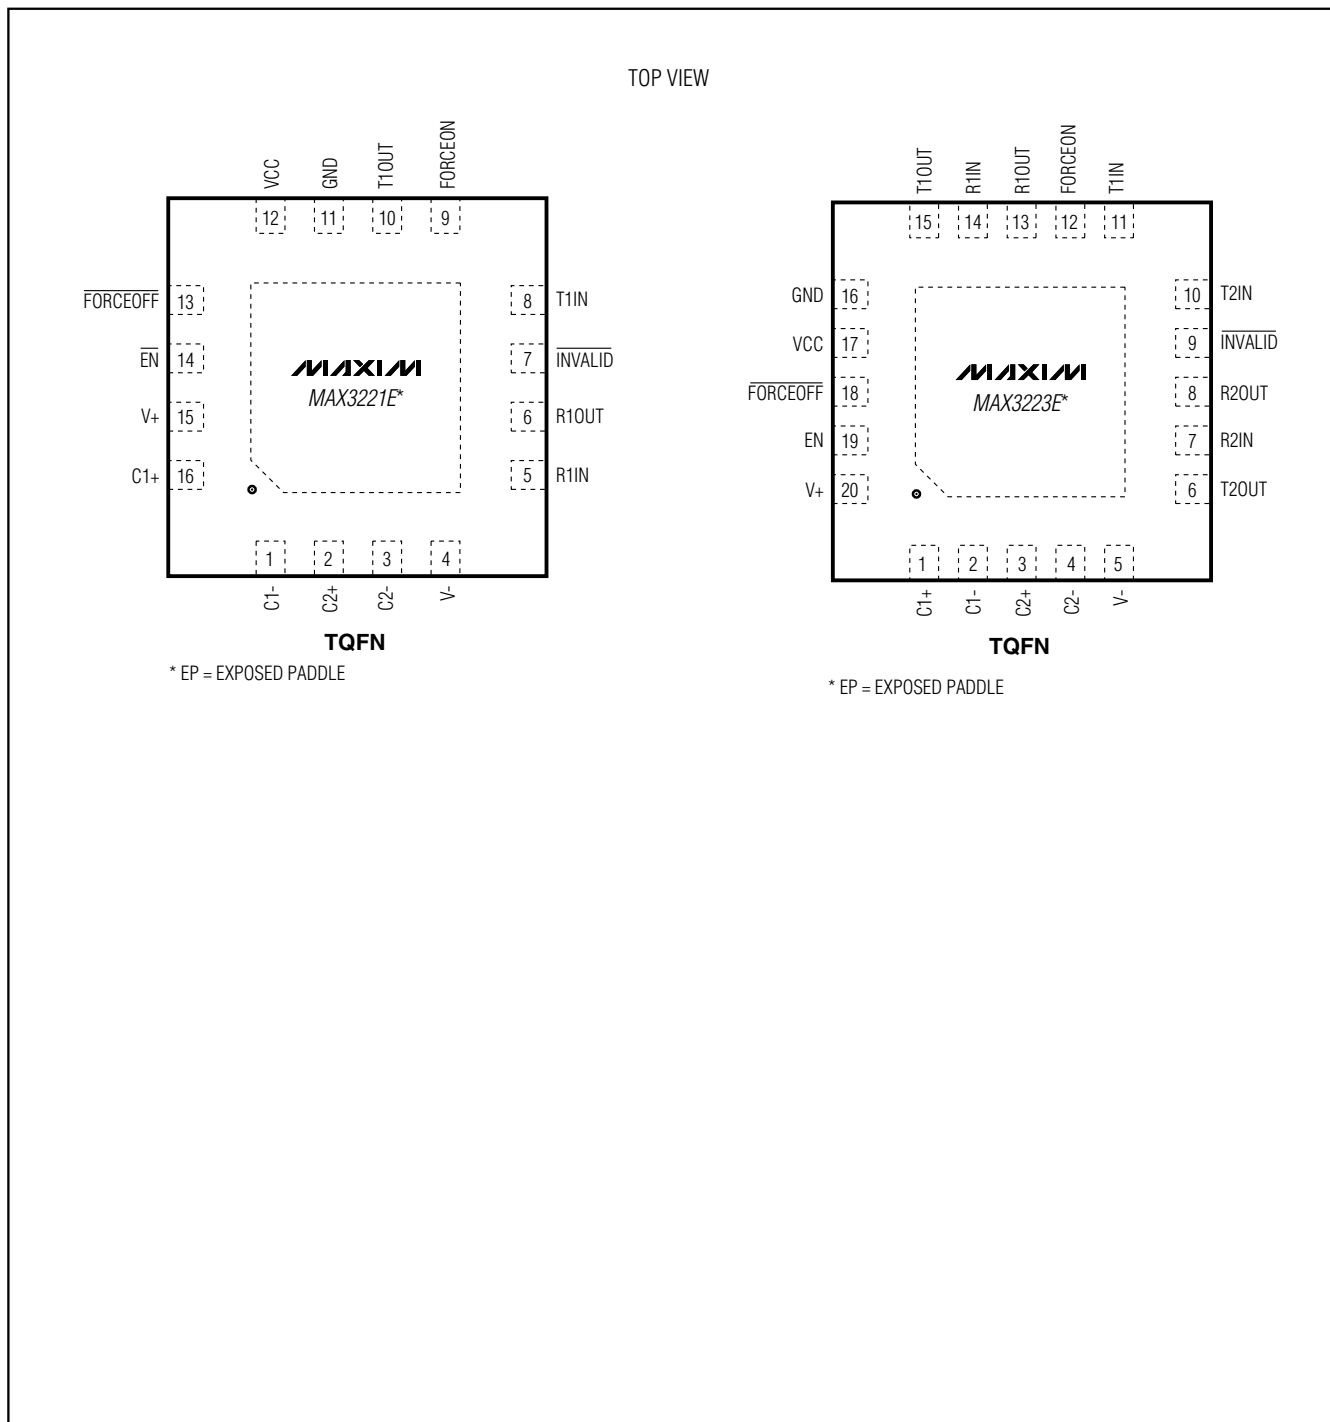 TOP VIEW
VCC
GND
T1OUT
FORCEON
12
11
10
9
FORCEOFF 13
EN 14
V+ 15
C1+ 16
8 T1IN
7 INVALID
6 R1OUT
5 R1IN
MAXIM
MAX3221E*
1
2
3
4
C1-
C2+
C2-
V-
TQFN
* EP = EXPOSED PADDLE
T1OUT
R1IN
R1OUT
FORCEON
T1IN
15
14
13
12
11
GND 16
VCC 17
FORCEOFF 18
EN 19
V+ 20
10 T2IN
9 INVALID
8 R2OUT
7 R2IN
6 T2OUT
MAXIM
MAX3223E*
1
2
3
4
5
C1+
C1-
C2+
C2-
V-
TQFN
* EP = EXPOSED PADDLE